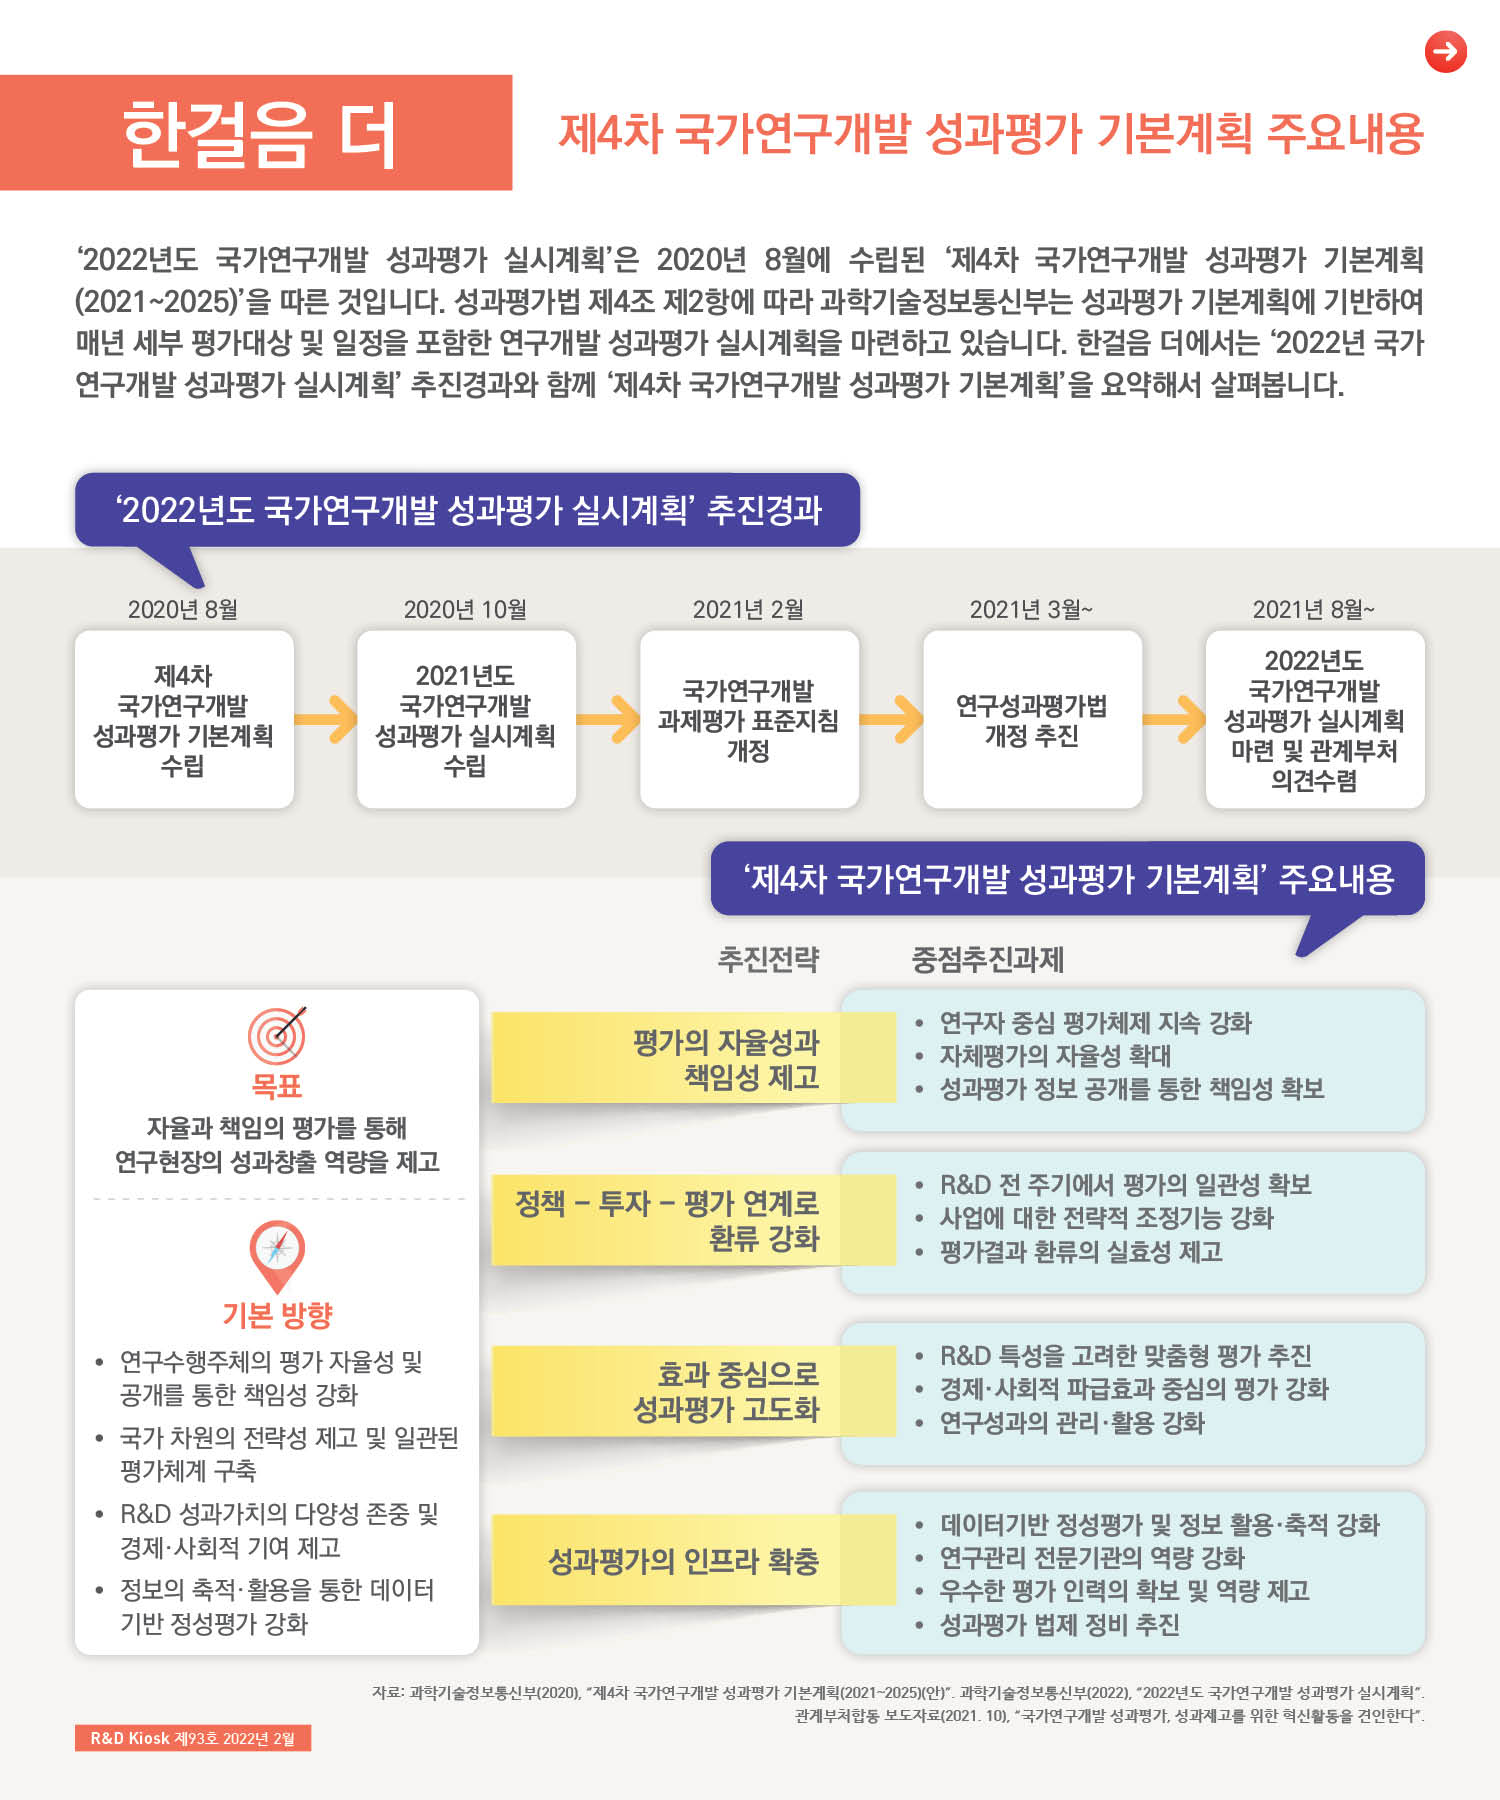 한걸음 더
제4차 국가연구개발 성과평가 기본계획 주요내용
‘2022년도 국가연구개발 성과평가 실시계획’은 2020년 8월에 수립된 ‘제4차 국가연구개발 성과평가 기본계획
(2021~2025)’을 따른 것입니다. 성과평가법 제4조 제2항에 따라 과학기술정보통신부는 성과평가 기본계획에 기반하여
매년 세부 평가대상 및 일정을 포함한 연구개발 성과평가 실시계획을 마련하고 있습니다. 한걸음 더에서는 ‘2022년 국가
연구개발 성과평가 실시계획’ 추진경과와 함께 ‘제4차 국가연구개발 성과평가 기본계획’을 요약해서 살펴봅니다.
‘2022년도 국가연구개발 성과평가 실시계획’ 추진경과
2020년 8월
제4차
국가연구개발
성과평가 기본계획
수립
2020년 10월
2021년도
국가연구개발
성과평가 실시계획
수립
2021년 2월
국가연구개발
과제평가 표준지침
개정
2021년 3월~
연구성과평가법
개정 추진
2021년 8월~
2022년도
국가연구개발
성과평가 실시계획
마련 및 관계부처
의견수렴
‘제4차 국가연구개발 성과평가 기본계획’ 주요내용
목표
자율과 책임의 평가를 통해
연구현장의 성과창출 역량을 제고
기본 방향
• 연구수행주체의 평가 자율성 및
공개를 통한 책임성 강화
• 국가 차원의 전략성 제고 및 일관된
평가체계 구축
• R&D 성과가치의 다양성 존중 및
경제·사회적 기여 제고
• 정보의 축적·활용을 통한 데이터
기반 정성평가 강화
추진전략
중점추진과제
평가의 자율성과
책임성 제고
• 연구자 중심 평가체제 지속 강화
• 자체평가의 자율성 확대
• 성과평가 정보 공개를 통한 책임성 확보
정책 – 투자 – 평가 연계로
환류 강화
• R&D 전 주기에서 평가의 일관성 확보
• 사업에 대한 전략적 조정기능 강화
• 평가결과 환류의 실효성 제고
효과 중심으로
성과평가 고도화
• R&D 특성을 고려한 맞춤형 평가 추진
• 경제·사회적 파급효과 중심의 평가 강화
• 연구성과의 관리·활용 강화
성과평가의 인프라 확충
• 데이터기반 정성평가 및 정보 활용·축적 강화
• 연구관리 전문기관의 역량 강화
• 우수한 평가 인력의 확보 및 역량 제고
• 성과평가 법제 정비 추진
자료: 과학기술정보통신부(2020), “제4차 국가연구개발 성과평가 기본계획(2021~2025)(안)”. 과학기술정보통신부(2022), “2022년도 국가연구개발 성과평가 실시계획”.
관계부처합동 보도자료(2021. 10), “국가연구개발 성과평가, 성과제고를 위한 혁신활동을 견인한다”.
R&D Kiosk 제93호 2022년 2월